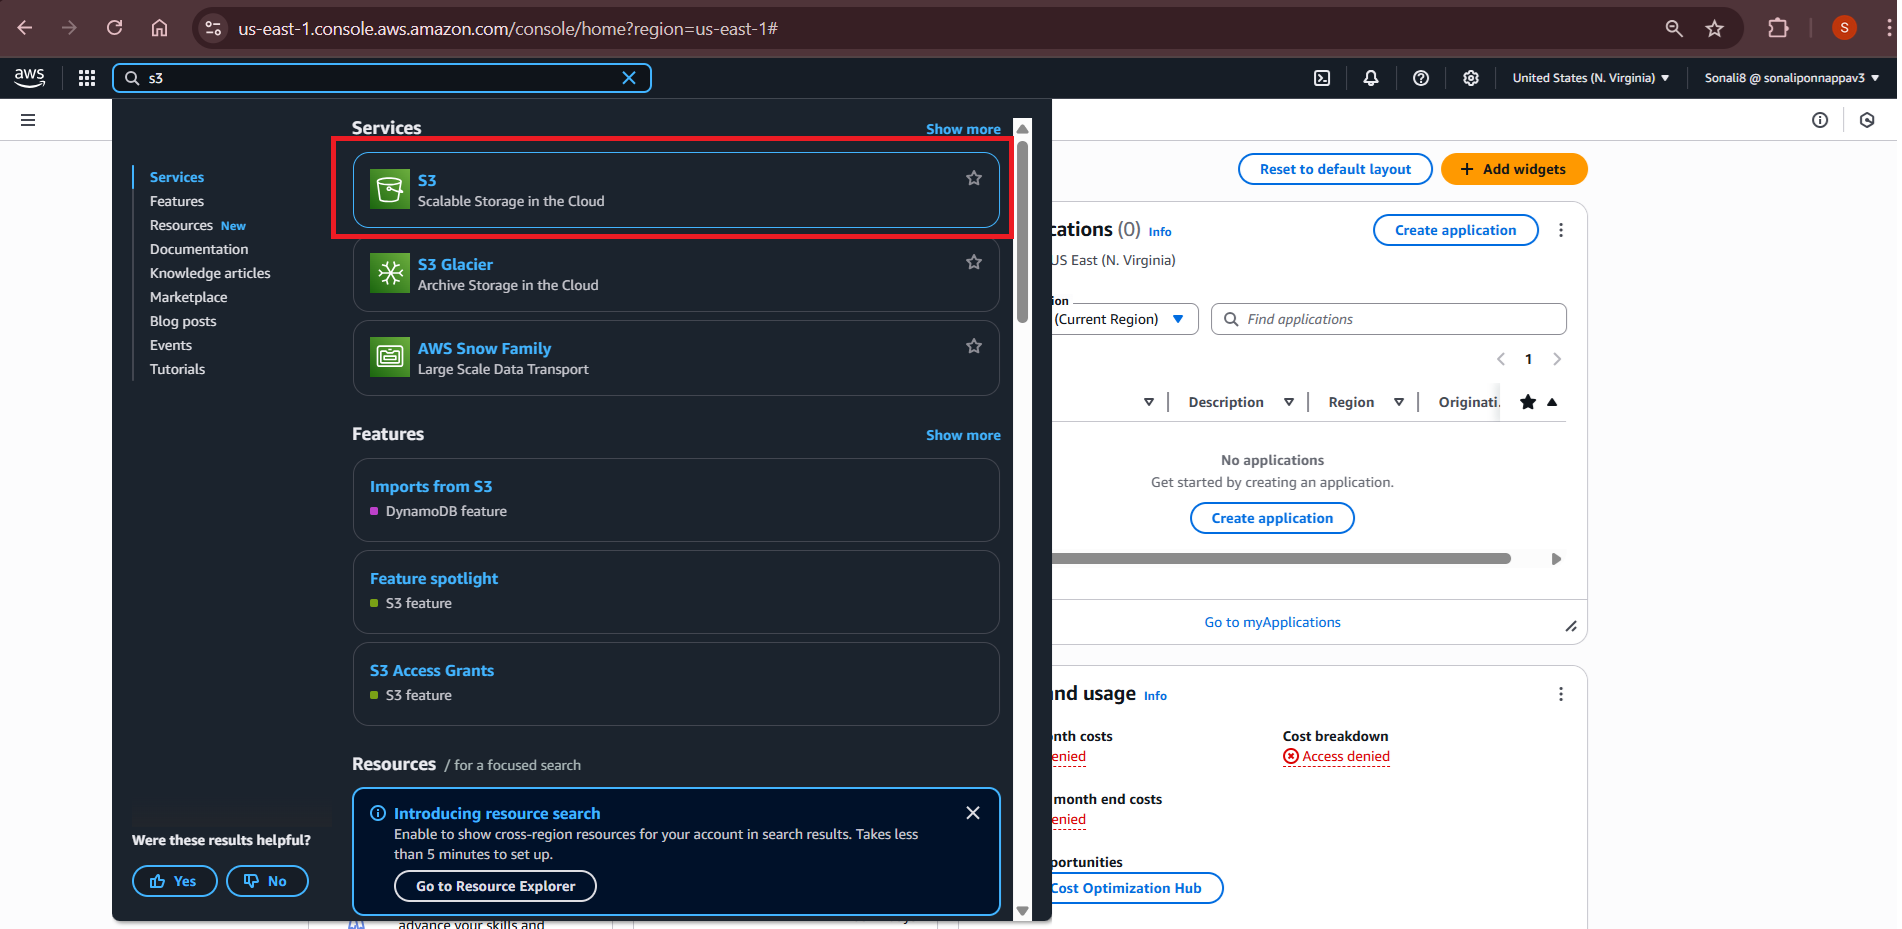 us-east-1.console.aws.amazon.com/console/home?region=us-east-1#
S
aws
s3
United States (N. Virginia)
Sonali8 @ sonaliponnappav3
Services
Features
Resources New
Documentation
Knowledge articles
Marketplace
Blog posts
Events
Tutorials
Were these results helpful?
Yes
No
Services
Show more
S3
Scalable Storage in the Cloud
S3 Glacier
Archive Storage in the Cloud
AWS Snow Family
Large Scale Data Transport
Features
Show more
Imports from S3
DynamoDB feature
Feature spotlight
S3 feature
S3 Access Grants
S3 feature
Resources / for a focused search
Introducing resource search
Enable to show cross-region resources for your account in search results. Takes less
than 5 minutes to set up.
Go to Resource Explorer
advance your skills and
Reset to default layout
+ Add widgets
cations (0) Info
US East (N. Virginia)
Create application
ion
(Current Region)
Find applications
1
Description
Region
Originati
No applications
Get started by creating an application.
Create application
Go to myApplications
nd usage Info
nth costs
enied
Cost breakdown
Access denied
month end costs
enied
portunities
Cost Optimization Hub